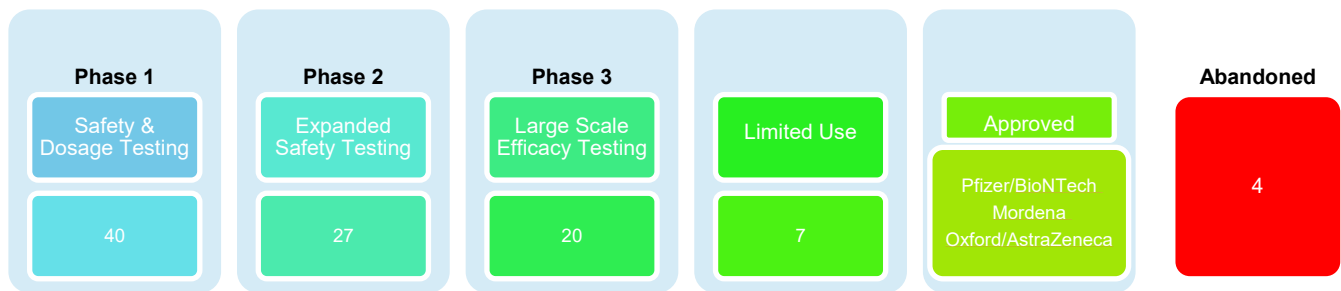 Phase 1
Safety &
Dosage Testing
40
Phase 2
Expanded
Safety Testing
27
Phase 3
Large Scale
Efficacy Testing
20
Limited Use
7
Approved
Pfizer/BioNTech
Mordena
Oxford/AstraZeneca
Abandoned
4